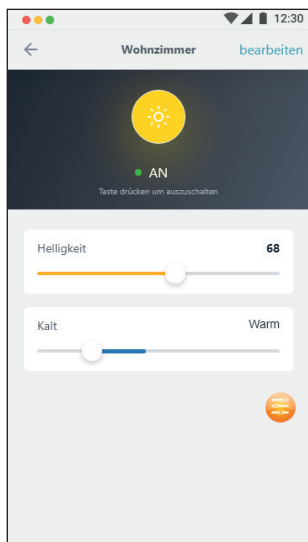 12:30
Wohnzimmer bearbeiten
AN
Taste drücken um auszuschalten
Helligkeit 68
Kalt Warm